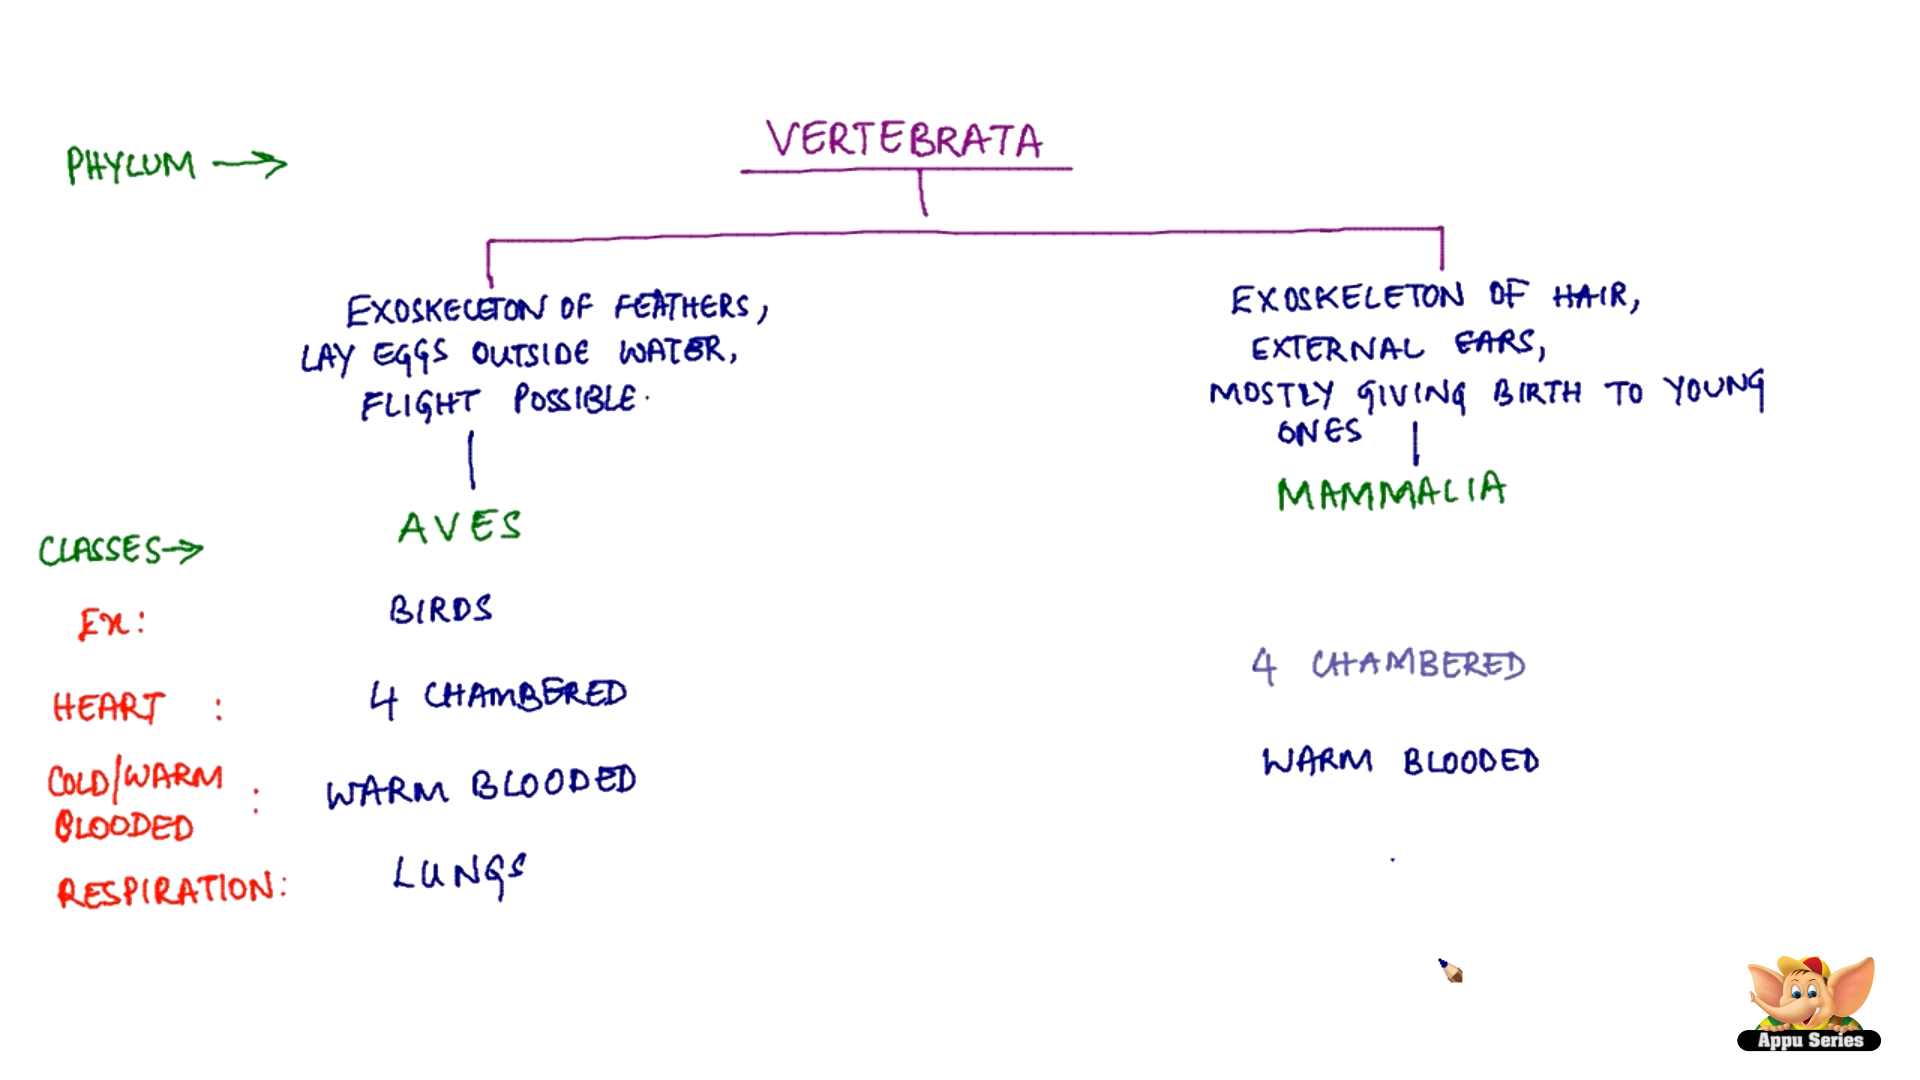 VERTEBRATA
PHYLUM →
EXOSKELETON OF FEATHERS,
LAY EGGS OUTSIDE WATER,
FLIGHT POSSIBLE.
EXOSKELETON OF HAIR,
EXTERNAL EARS,
MOSTLY GIVING BIRTH TO YOUNG
ONES
MAMMALIA
CLASSES→ AVES
Ex: BIRDS
HEART : 4 CHAMBERED 4 CHAMBERED
COLD/WARM
BLOODED : WARM BLOODED WARM BLOODED
RESPIRATION: LUNGS
Appu Series